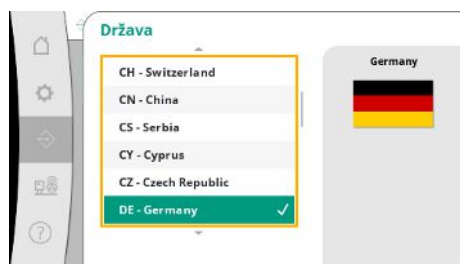 Država
CH - Switzerland
CN - China
CS - Serbia
CY - Cyprus
CZ - Czech Republic
DE - Germany
Germany
?